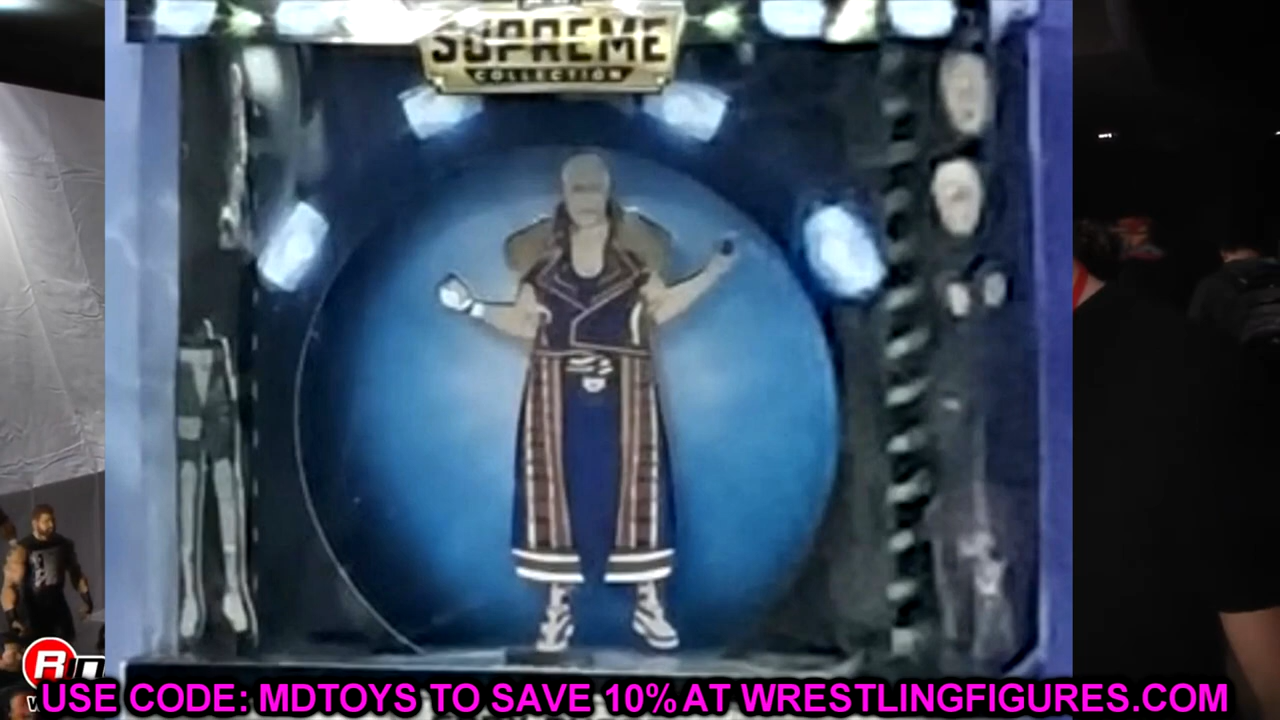 SUPREME
COLLECTION
R
USE CODE: MDTOYS TO SAVE 10% AT WRESTLINGFIGURES.COM